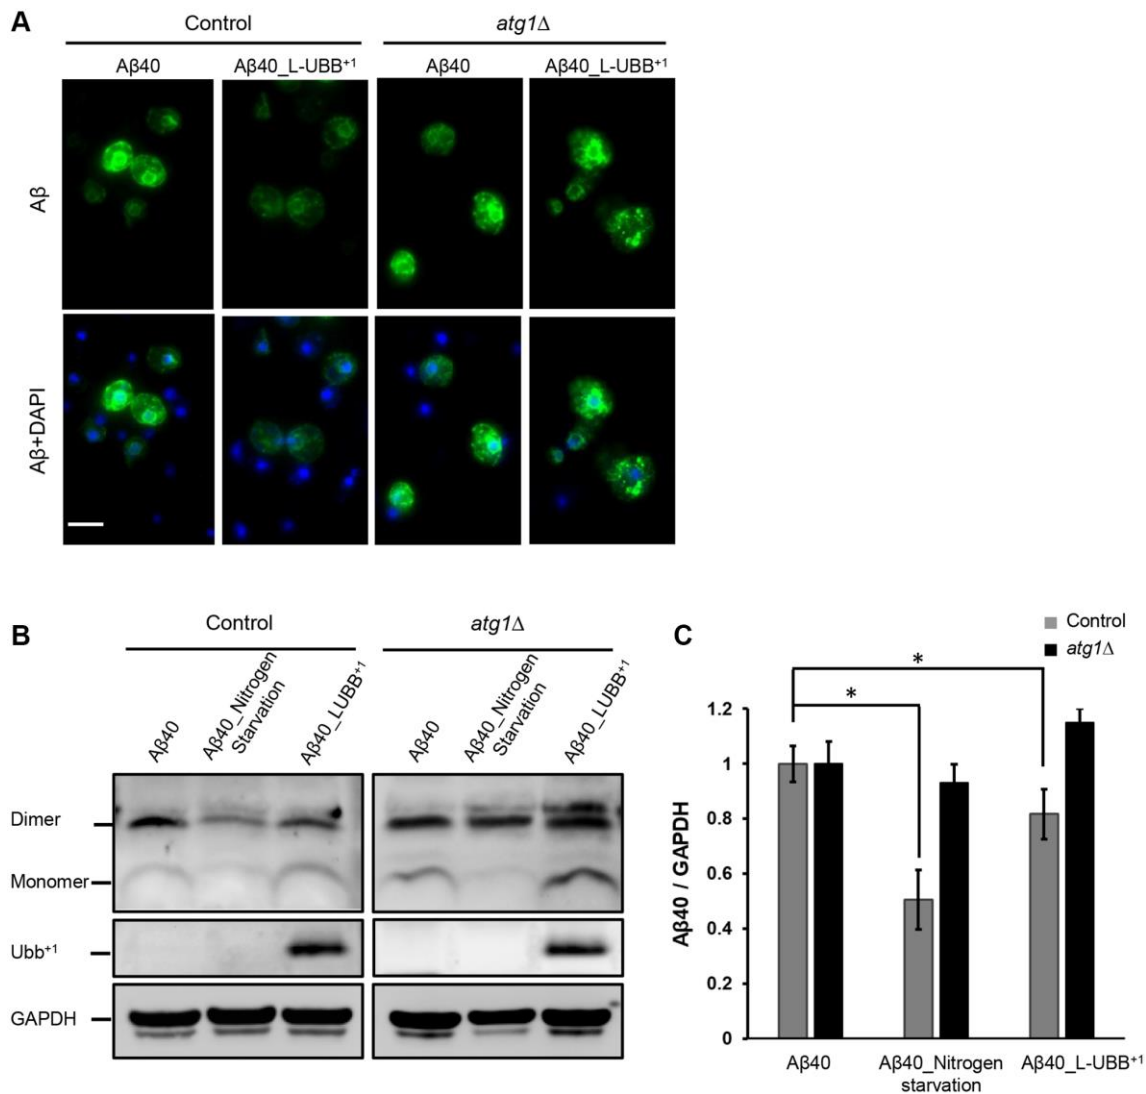 A
Control
atg1Δ
Aβ40
Aβ40_L-UBB⁺¹
Aβ40
Aβ40_L-UBB⁺¹
Aβ
Aβ+DAPI
B
Control
atg1Δ
Aβ40
Aβ40_Nitrogen
Starvation
Aβ40_LUBB⁺¹
Aβ40
Aβ40_Nitrogen
Starvation
Aβ40_LUBB⁺¹
Dimer
Monomer
Ubb⁺¹
GAPDH
C
Control
atg1Δ
*
*
Aβ40 / GAPDH
1.2
1
0.8
0.6
0.4
0.2
0
Aβ40
Aβ40_Nitrogen
starvation
Aβ40_L-UBB⁺¹